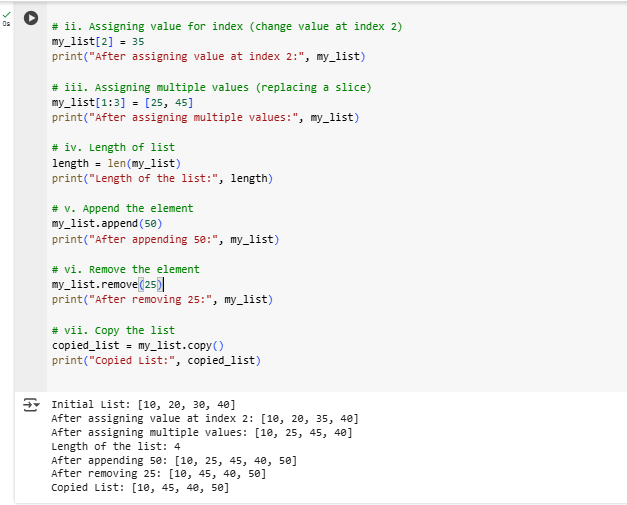 0s
# ii. Assigning value for index (change value at index 2)
my_list[2] = 35
print("After assigning value at index 2:", my_list)
# iii. Assigning multiple values (replacing a slice)
my_list[1:3] = [25, 45]
print("After assigning multiple values:", my_list)
# iv. Length of list
length = len(my_list)
print("Length of the list:", length)
# v. Append the element
my_list.append(50)
print("After appending 50:", my_list)
# vi. Remove the element
my_list.remove(25)
print("After removing 25:", my_list)
# vii. Copy the list
copied_list = my_list.copy()
print("Copied List:", copied_list)
Initial List: [10, 20, 30, 40]
After assigning value at index 2: [10, 20, 35, 40]
After assigning multiple values: [10, 25, 45, 40]
Length of the list: 4
After appending 50: [10, 25, 45, 40, 50]
After removing 25: [10, 45, 40, 50]
Copied List: [10, 45, 40, 50]